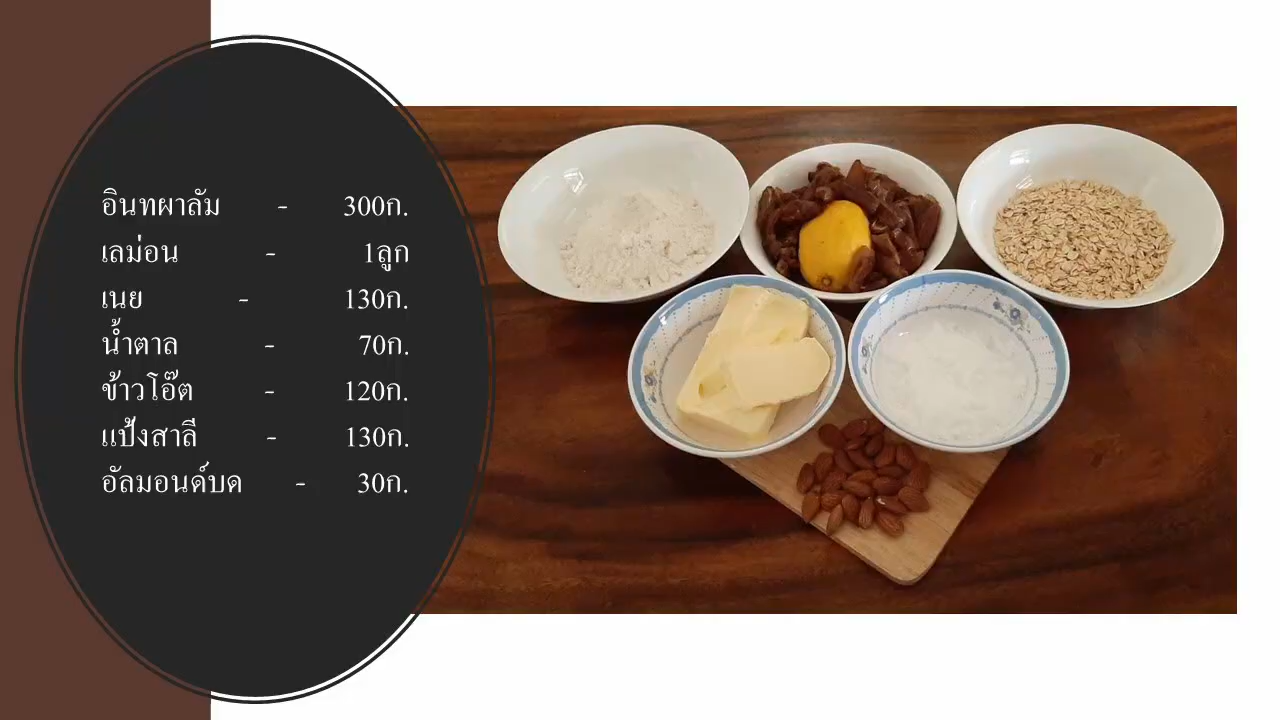 อินทผาลัม - 300ก.
เลม่อน - 1ลูก
เนย - 130ก.
น้ำตาล - 70ก.
ข้าวโอ๊ต - 120ก.
แป้งสาลี - 130ก.
อัลมอนด์บด - 30ก.